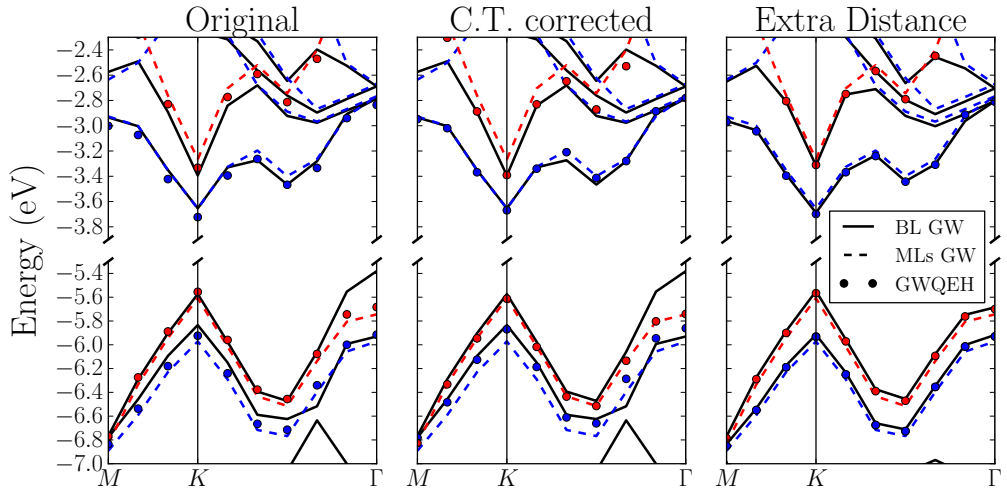 Original
C.T. corrected
Extra Distance
Energy (eV)
−2.4
−2.6
−2.8
−3.0
−3.2
−3.4
−3.6
−3.8
−5.4
−5.6
−5.8
−6.0
−6.2
−6.4
−6.6
−6.8
−7.0
BL GW
MLs GW
GWQEH
M K Γ
M K Γ
M K Γ